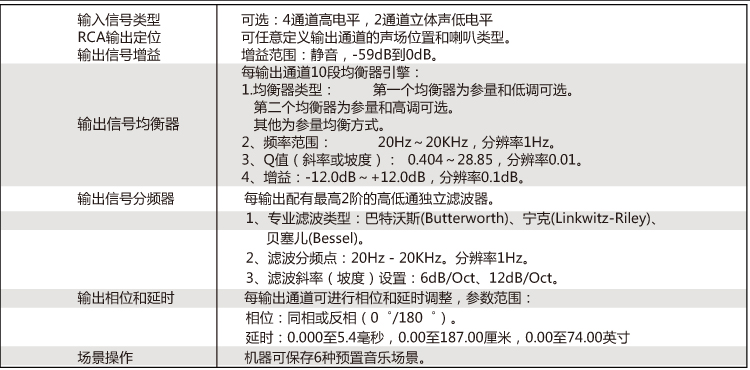 输入信号类型 可选：4通道高电平，2通道立体声低电平
RCA输出定位 可任意定义输出通道的声场位置和喇叭类型。
输出信号增益 增益范围：静音，-59dB到0dB。
每输出通道10段均衡器引擎：
1.均衡器类型： 第一个均衡器为参量和低调可选。
第二个均衡器为参量和高调可选。
输出信号均衡器 其他为参量均衡方式。
2、频率范围： 20Hz～20KHz，分辨率1Hz。
3、Q值（斜率或坡度）： 0.404～28.85，分辨率0.01。
4、增益：-12.0dB～+12.0dB，分辨率0.1dB。
输出信号分频器 每输出配有最高2阶的高低通独立滤波器。
1、专业滤波类型：巴特沃斯(Butterworth)、宁克(Linkwitz-Riley)、
贝塞儿(Bessel)。
2、滤波分频点：20Hz - 20KHz。分辨率1Hz。
3、滤波斜率（坡度）设置：6dB/Oct、12dB/Oct。
输出相位和延时 每输出通道可进行相位和延时调整，参数范围：
相位：同相或反相（0゜/180゜）。
延时：0.000至5.4毫秒，0.00至187.00厘米，0.00至74.00英寸
场景操作 机器可保存6种预置音乐场景。